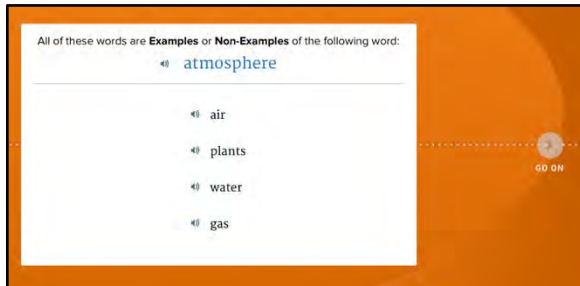 All of these words are Examples or Non-Examples of the following word:
atmosphere
air
plants
water
gas
GO ON